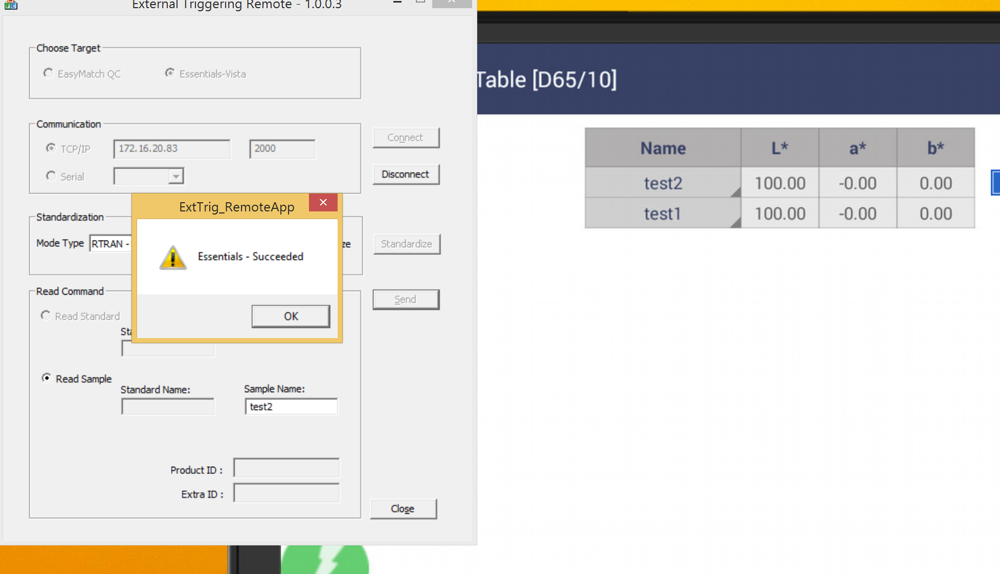 External Triggering Remote - 1.0.0.3
Choose Target
EasyMatch QC
Essentials-Vista
Communication
TCP/IP
172.16.20.83
2000
Connect
Serial
Disconnect
ExtTrig_RemoteApp
Standardization
Mode Type
RTRAN -
ze
Standardize
Essentials - Succeeded
OK
Read Command
Send
Read Standard
Sta
Read Sample
Standard Name:
Sample Name:
test2
Product ID :
Extra ID :
Close
Table [D65/10]
Name L* a* b*
test2 100.00 -0.00 0.00
test1 100.00 -0.00 0.00